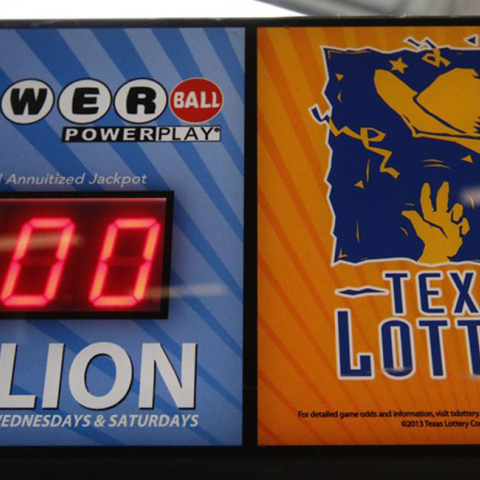 WERBALL
POWERPLAY®
Annuitized Jackpot
00
LION
WEDNESDAYS & SATURDAYS
TEX
LOTT
For detailed game odds and information, visit txlottery.
©2013 Texas Lottery Co